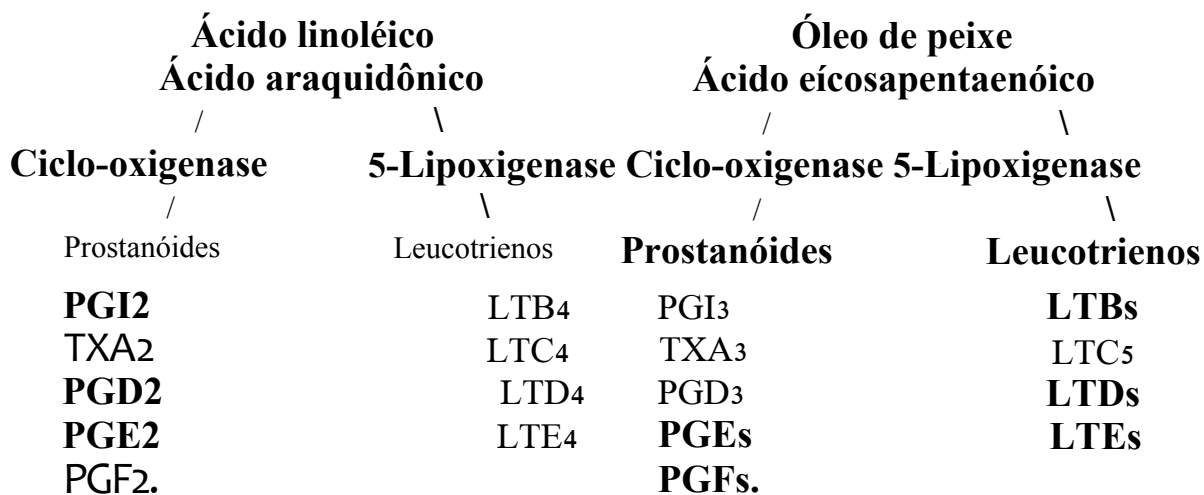 Ácido linoléico Óleo de peixe
Ácido araquidônico Ácido eícosapentaenóico
/ \ / \
Ciclo-oxigenase 5-Lipoxigenase Ciclo-oxigenase 5-Lipoxigenase
/ \ / \
Prostanóides Leucotrienos Prostanóides Leucotrienos
PGI2 LTB4 PGI3 LTBs
TXA2 LTC4 TXA3 LTC5
PGD2 LTD4 PGD3 LTDs
PGE2 LTE4 PGEs LTEs
PGF2. PGFs.